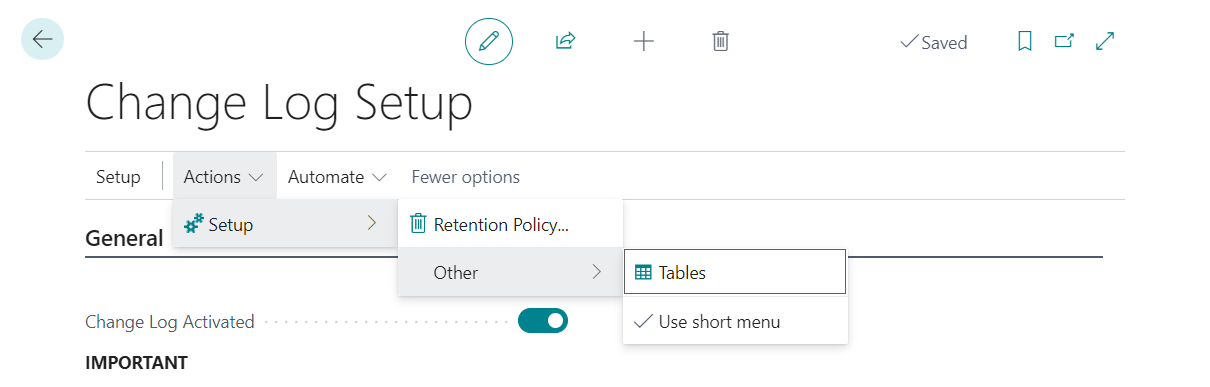 Saved
Change Log Setup
Setup Actions Automate Fewer options
Setup
Retention Policy...
General
Other
Tables
Change Log Activated
Use short menu
IMPORTANT